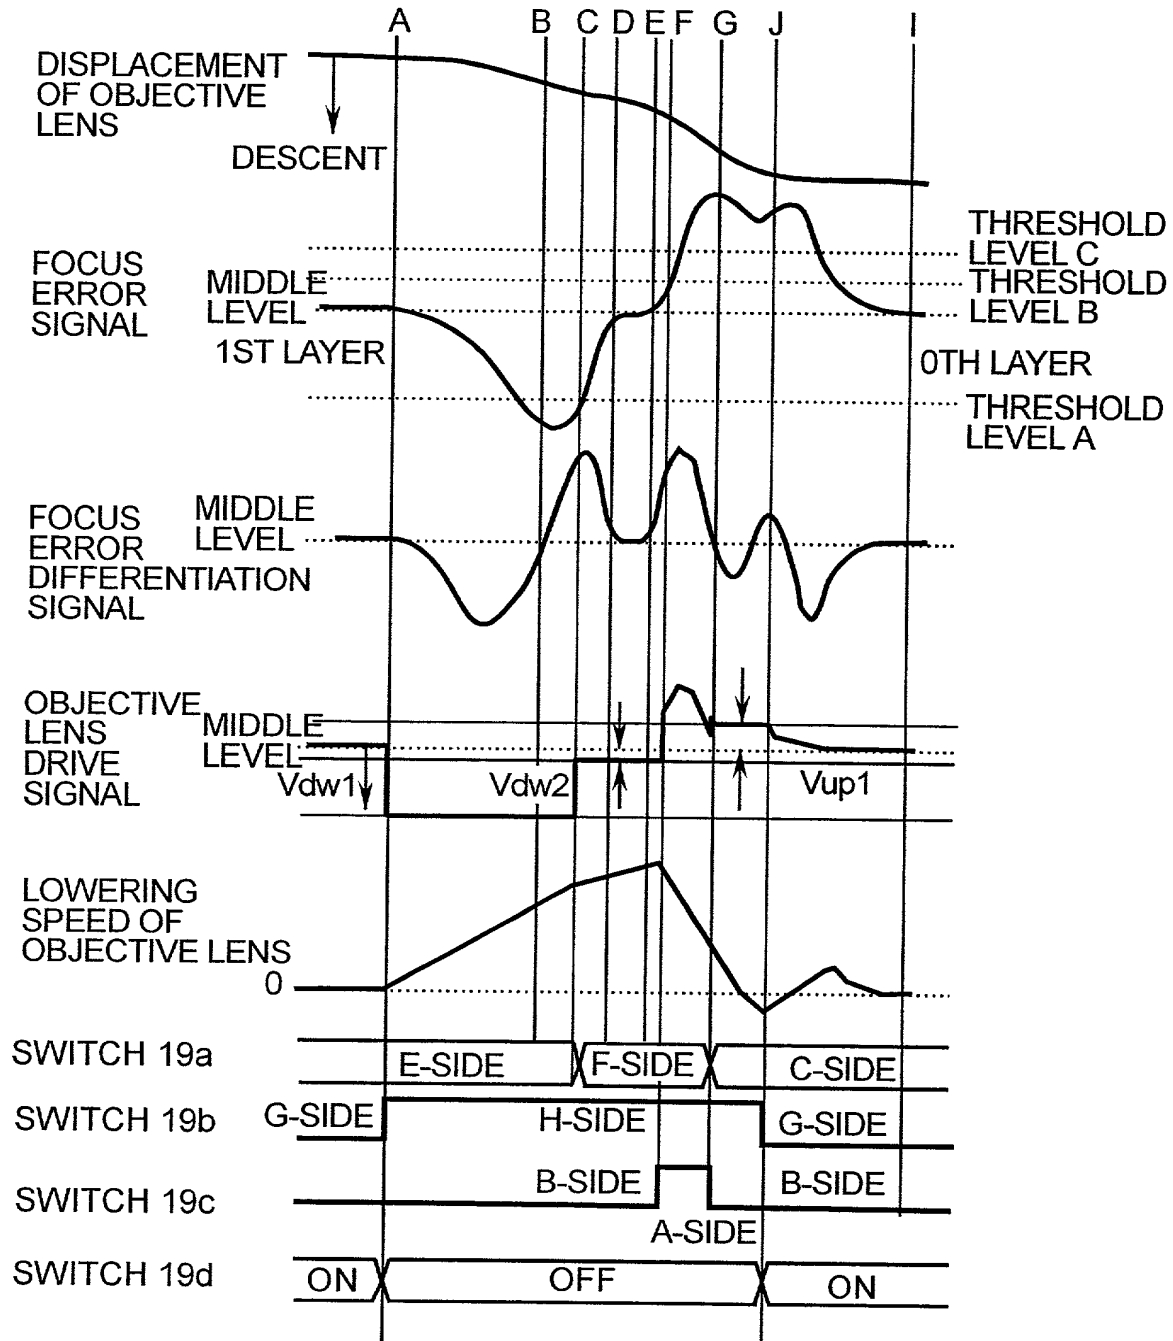 A B C D E F G J I
DISPLACEMENT
OF OBJECTIVE
LENS
DESCENT
THRESHOLD
LEVEL C
FOCUS
ERROR
SIGNAL
MIDDLE
LEVEL
THRESHOLD
LEVEL B
1ST LAYER
0TH LAYER
THRESHOLD
LEVEL A
FOCUS
ERROR
DIFFERENTIATION
SIGNAL
MIDDLE
LEVEL
OBJECTIVE
LENS
DRIVE
SIGNAL
MIDDLE
LEVEL
Vdw1
Vdw2
Vup1
LOWERING
SPEED OF
OBJECTIVE LENS
0
SWITCH 19a
E-SIDE
F-SIDE
C-SIDE
SWITCH 19b
G-SIDE
H-SIDE
G-SIDE
SWITCH 19c
B-SIDE
A-SIDE
B-SIDE
SWITCH 19d
ON
OFF
ON